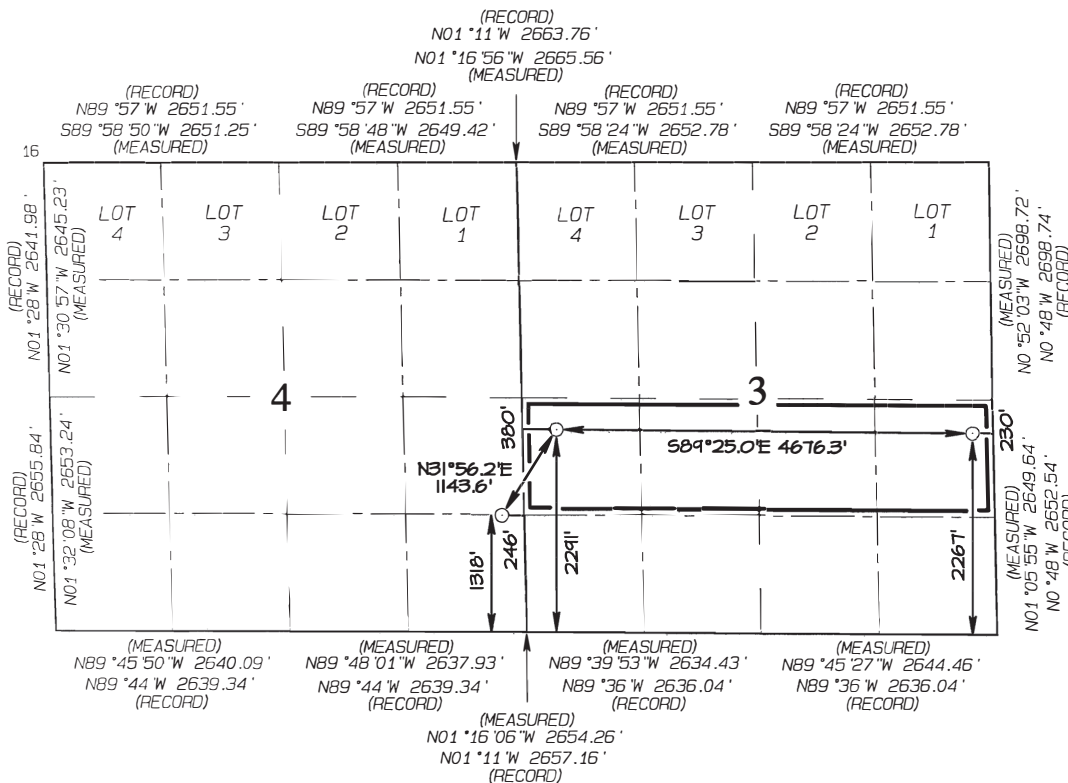 (RECORD)
N01°11'W 2663.76'
N01°16'56"W 2665.56'
(MEASURED)
(RECORD)
N89°57'W 2651.55'
S89°58'50"W 2651.25'
(MEASURED)
(RECORD)
N89°57'W 2651.55'
S89°58'48"W 2649.42'
(MEASURED)
(RECORD)
N89°57'W 2651.55'
S89°58'24"W 2652.78'
(MEASURED)
(RECORD)
N89°57'W 2651.55'
S89°58'24"W 2652.78'
(MEASURED)
16
LOT
4
LOT
3
LOT
2
LOT
1
LOT
4
LOT
3
LOT
2
LOT
1
(RECORD)
N01°28'W 2641.98'
N01°30'57"W 2645.23'
(MEASURED)
(MEASURED)
N0°52'03"W 2698.72'
N0°48'W 2698.74'
(RECORD)
4
3
380'
S89°25.0'E 4676.3'
230'
N31°56.2'E
1143.6'
1318'
246'
2291'
2267'
(RECORD)
N01°28'W 2655.84'
N01°32'08"W 2653.24'
(MEASURED)
(MEASURED)
N01°05'55"W 2649.64'
N0°48'W 2652.54'
(RECORD)
(MEASURED)
N89°45'50"W 2640.09'
N89°44'W 2639.34'
(RECORD)
(MEASURED)
N89°48'01"W 2637.93'
N89°44'W 2639.34'
(RECORD)
(MEASURED)
N89°39'53"W 2634.43'
N89°36'W 2636.04'
(RECORD)
(MEASURED)
N89°45'27"W 2644.46'
N89°36'W 2636.04'
(RECORD)
(MEASURED)
N01°16'06"W 2654.26'
N01°11'W 2657.16'
(RECORD)